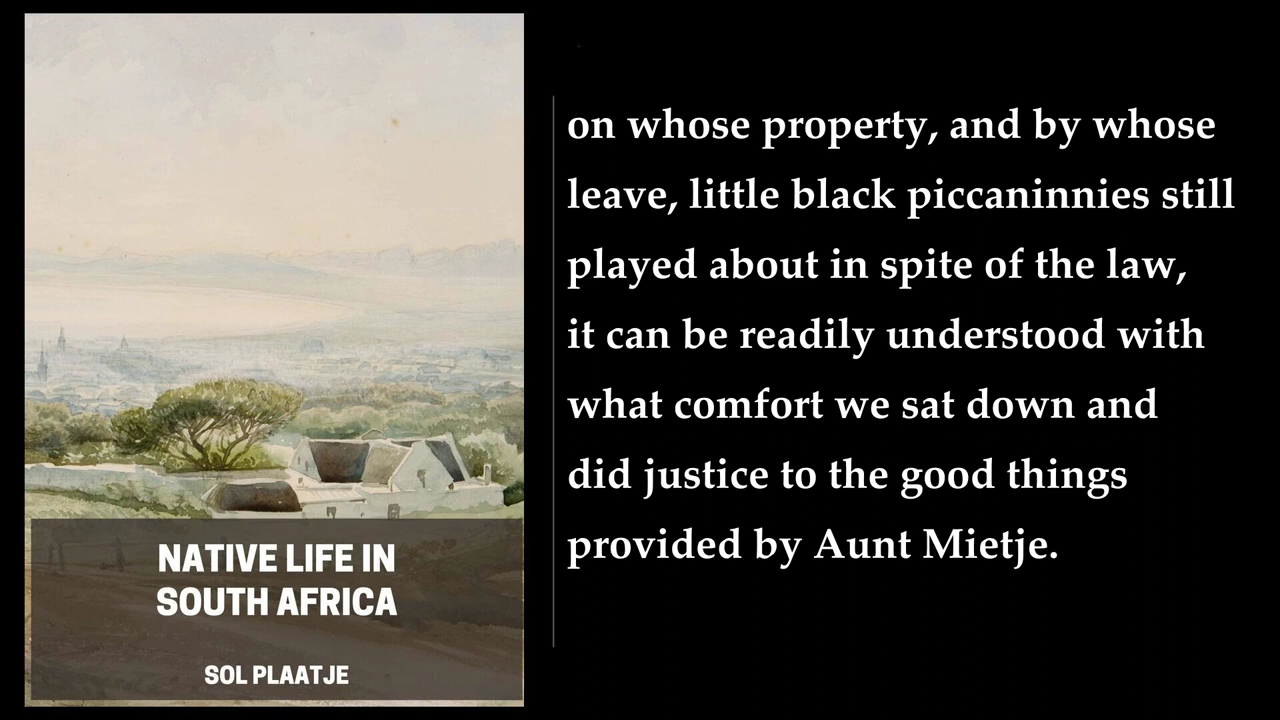 NATIVE LIFE IN
SOUTH AFRICA
SOL PLAATJE
on whose property, and by whose
leave, little black piccaninnies still
played about in spite of the law,
it can be readily understood with
what comfort we sat down and
did justice to the good things
provided by Aunt Mietje.